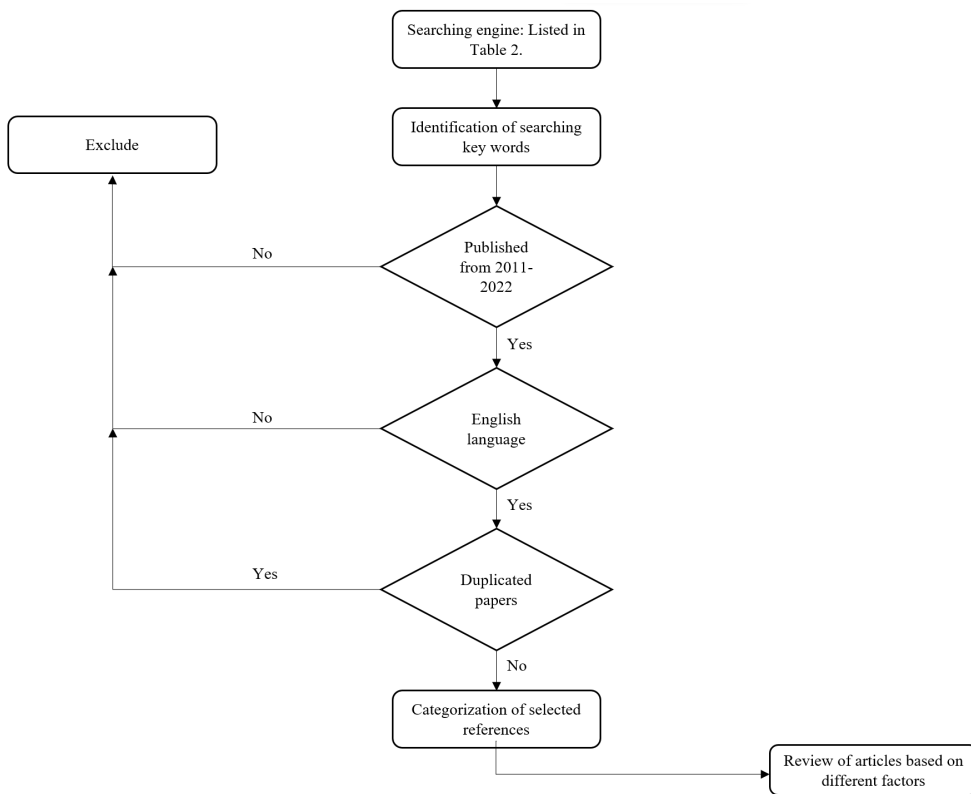 Searching engine: Listed in
Table 2.
Identification of searching
key words
Exclude
Published
from 2011-
2022
No
Yes
English
language
No
Yes
Duplicated
papers
Yes
No
Categorization of selected
references
Review of articles based on
different factors